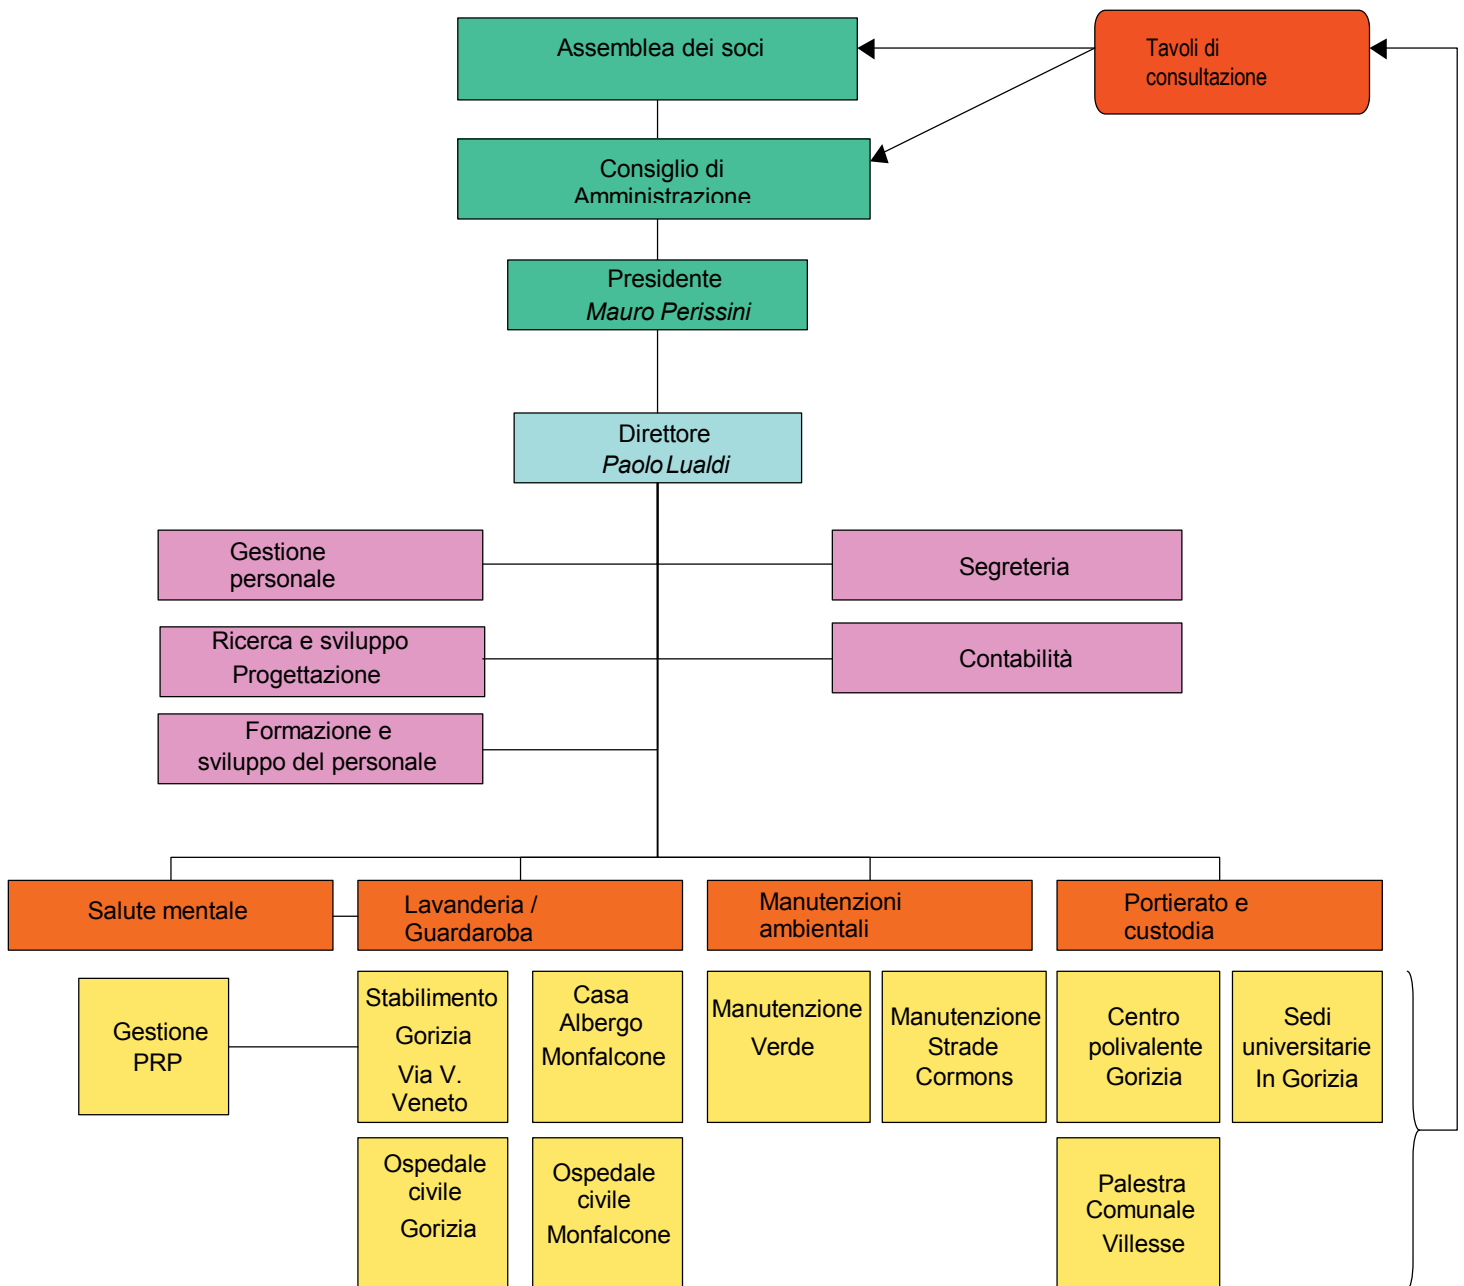 Assemblea dei soci
Tavoli di
consultazione
Consiglio di
Amministrazione
Presidente
Mauro Perissini
Direttore
Paolo Lualdi
Gestione
personale
Segreteria
Ricerca e sviluppo
Progettazione
Contabilità
Formazione e
sviluppo del personale
Salute mentale
Lavanderia /
Guardaroba
Manutenzioni
ambientali
Portierato e
custodia
Gestione
PRP
Stabilimento
Gorizia
Via V.
Veneto
Casa
Albergo
Monfalcone
Manutenzione
Verde
Manutenzione
Strade
Cormons
Centro
polivalente
Gorizia
Sedi
universitarie
In Gorizia
Ospedale
civile
Gorizia
Ospedale
civile
Monfalcone
Palestra
Comunale
Villesse